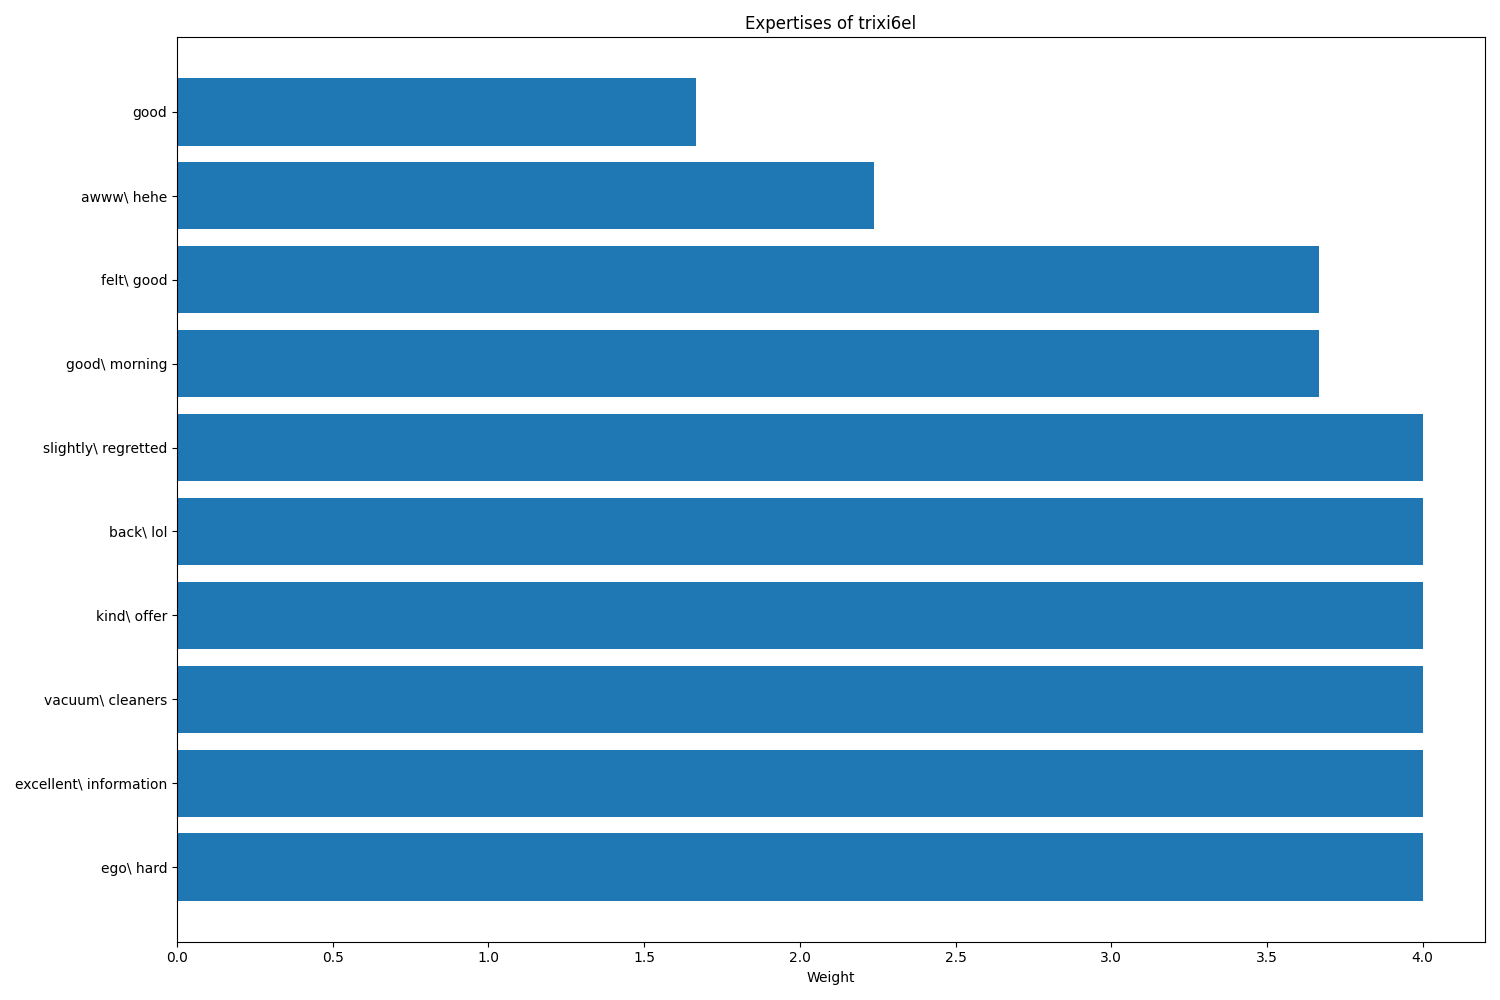 Expertises of trixi6el
good
awww\ hehe
felt\ good
good\ morning
slightly\ regretted
back\ lol
kind\ offer
vacuum\ cleaners
excellent\ information
ego\ hard
0.0 0.5 1.0 1.5 2.0 2.5 3.0 3.5 4.0
Weight